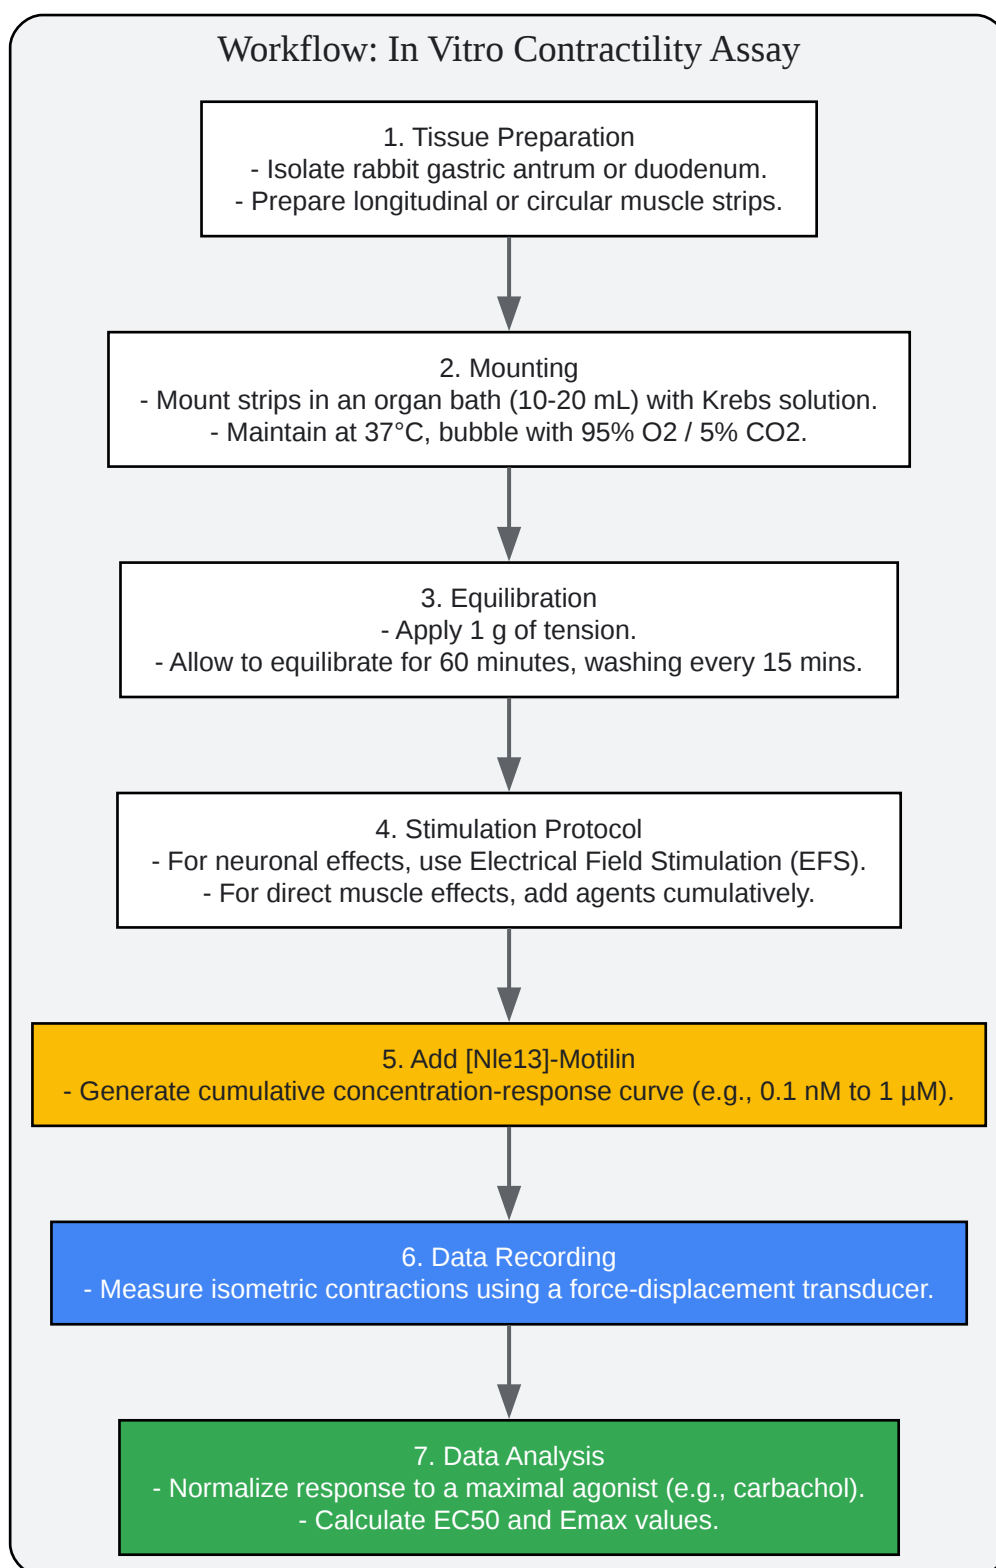 Workflow: In Vitro Contractility Assay
1. Tissue Preparation
- Isolate rabbit gastric antrum or duodenum.
- Prepare longitudinal or circular muscle strips.
2. Mounting
- Mount strips in an organ bath (10-20 mL) with Krebs solution.
- Maintain at 37°C, bubble with 95% O2 / 5% CO2.
3. Equilibration
- Apply 1 g of tension.
- Allow to equilibrate for 60 minutes, washing every 15 mins.
4. Stimulation Protocol
- For neuronal effects, use Electrical Field Stimulation (EFS).
- For direct muscle effects, add agents cumulatively.
5. Add [Nle13]-Motilin
- Generate cumulative concentration-response curve (e.g., 0.1 nM to 1 µM).
6. Data Recording
- Measure isometric contractions using a force-displacement transducer.
7. Data Analysis
- Normalize response to a maximal agonist (e.g., carbachol).
- Calculate EC50 and Emax values.